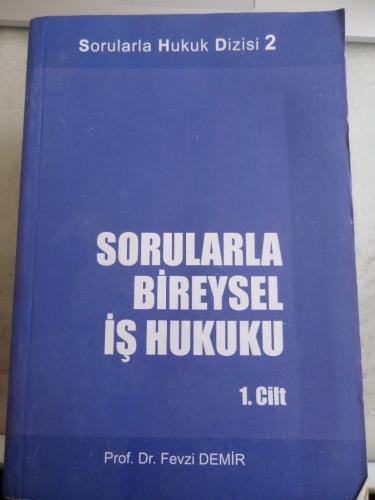 Sorularla Hukuk Dizisi 2
SORULARLA
BİREYSEL
İŞ HUKUKU
1. Cilt
Prof. Dr. Fevzi DEMİR